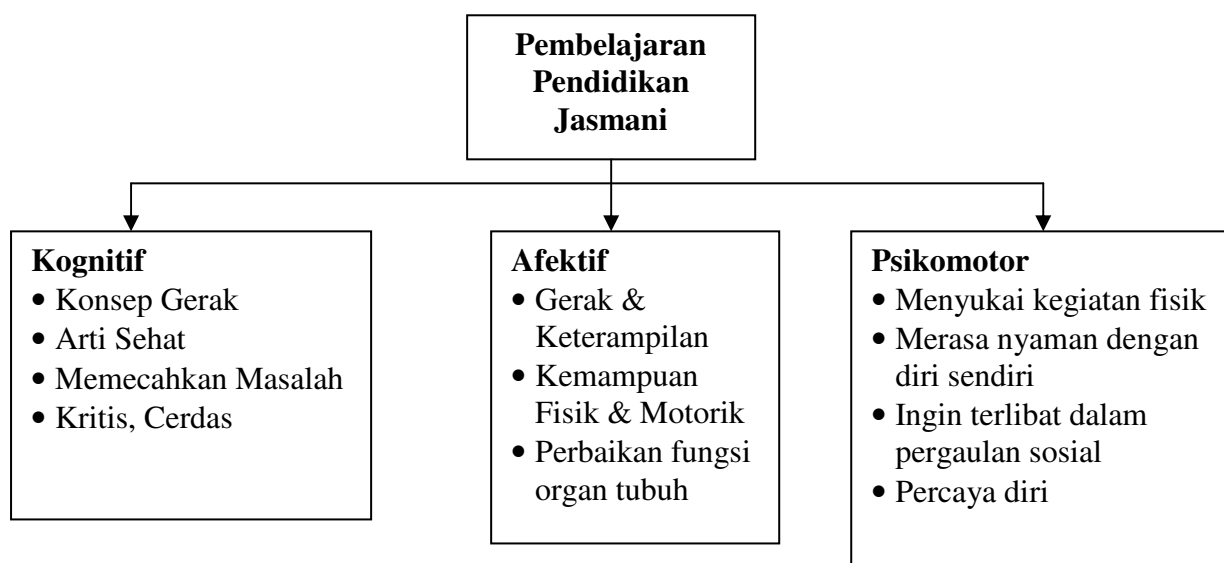 Pembelajaran
Pendidikan
Jasmani
Kognitif
• Konsep Gerak
• Arti Sehat
• Memecahkan Masalah
• Kritis, Cerdas
Afektif
• Gerak &
Keterampilan
• Kemampuan
Fisik & Motorik
• Perbaikan fungsi
organ tubuh
Psikomotor
• Menyukai kegiatan fisik
• Merasa nyaman dengan
diri sendiri
• Ingin terlibat dalam
pergaulan sosial
• Percaya diri